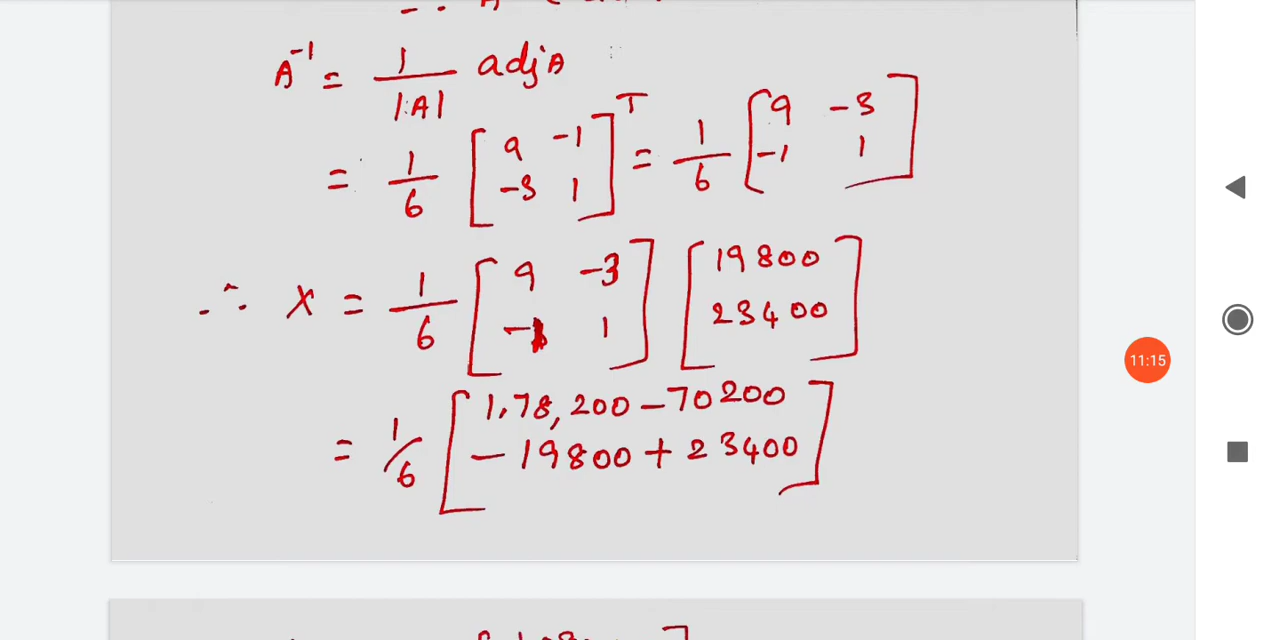 A⁻¹ = 1/|A| adjA
= 1/6 [9 -1; -3 1]ᵀ = 1/6 [9 -3; -1 1]
∴ X = 1/6 [9 -3; -1 1] [19800; 23400]
= 1/6 [1,78,200 - 70200; - 19800 + 23400]
11:15